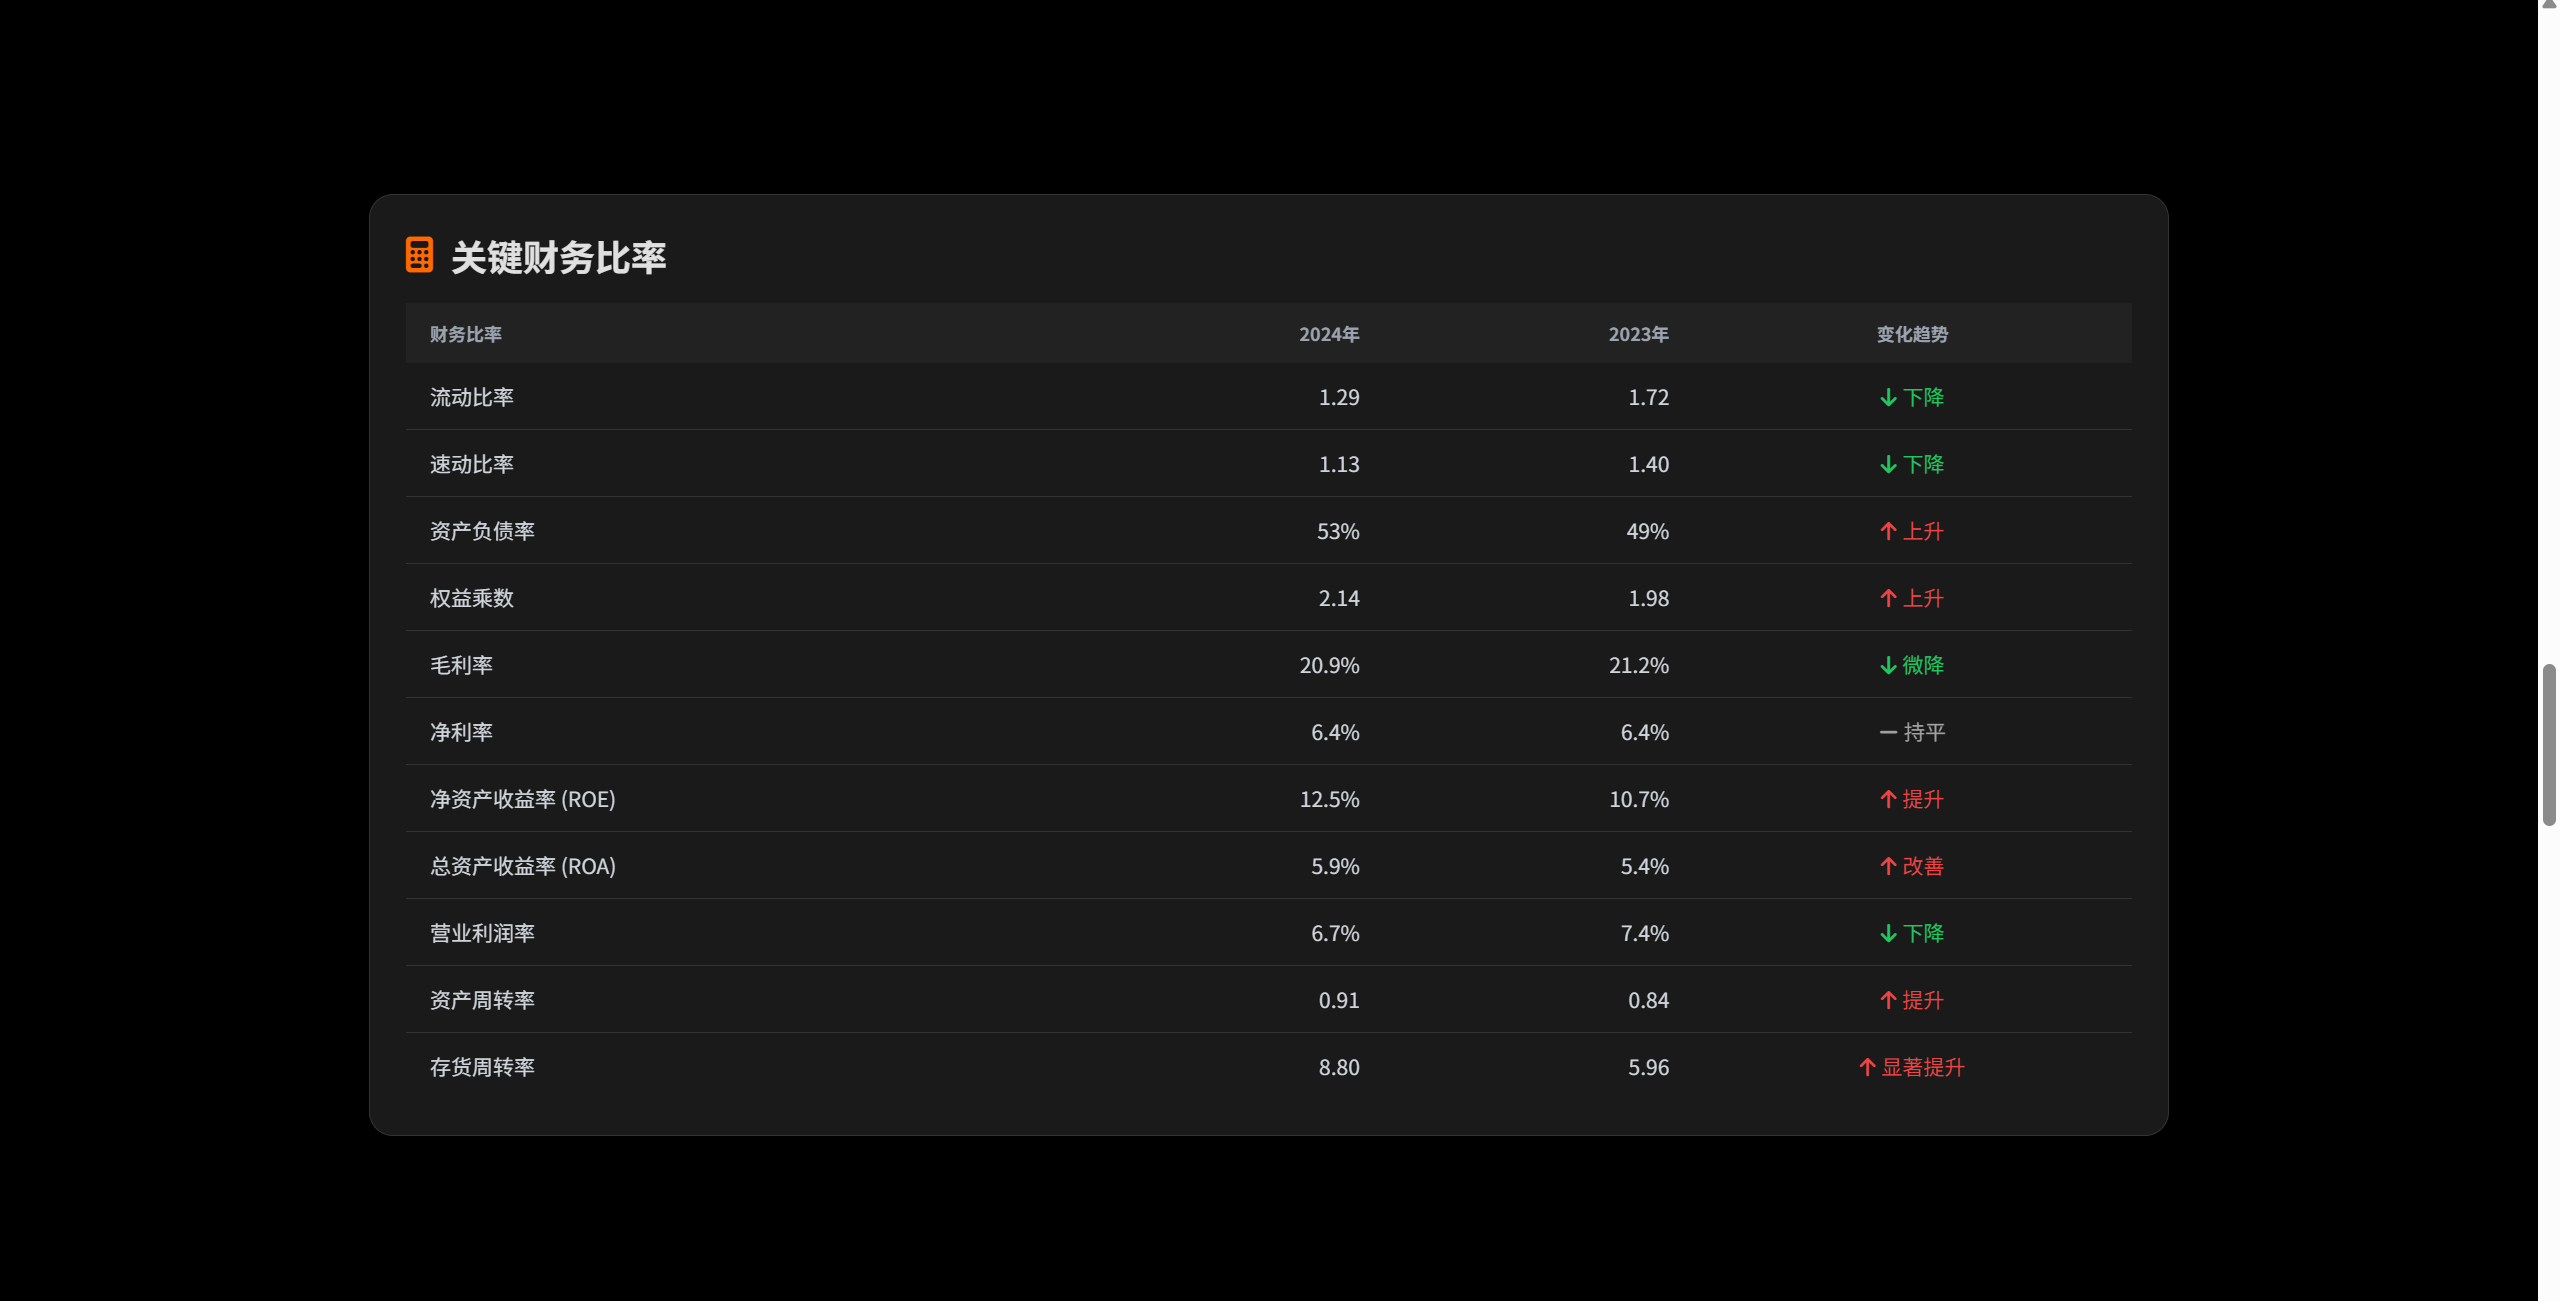 关键财务比率
财务比率 2024年 2023年 变化趋势
流动比率 1.29 1.72 下降
速动比率 1.13 1.40 下降
资产负债率 53% 49% 上升
权益乘数 2.14 1.98 上升
毛利率 20.9% 21.2% 微降
净利率 6.4% 6.4% 持平
净资产收益率 (ROE) 12.5% 10.7% 提升
总资产收益率 (ROA) 5.9% 5.4% 改善
营业利润率 6.7% 7.4% 下降
资产周转率 0.91 0.84 提升
存货周转率 8.80 5.96 显著提升